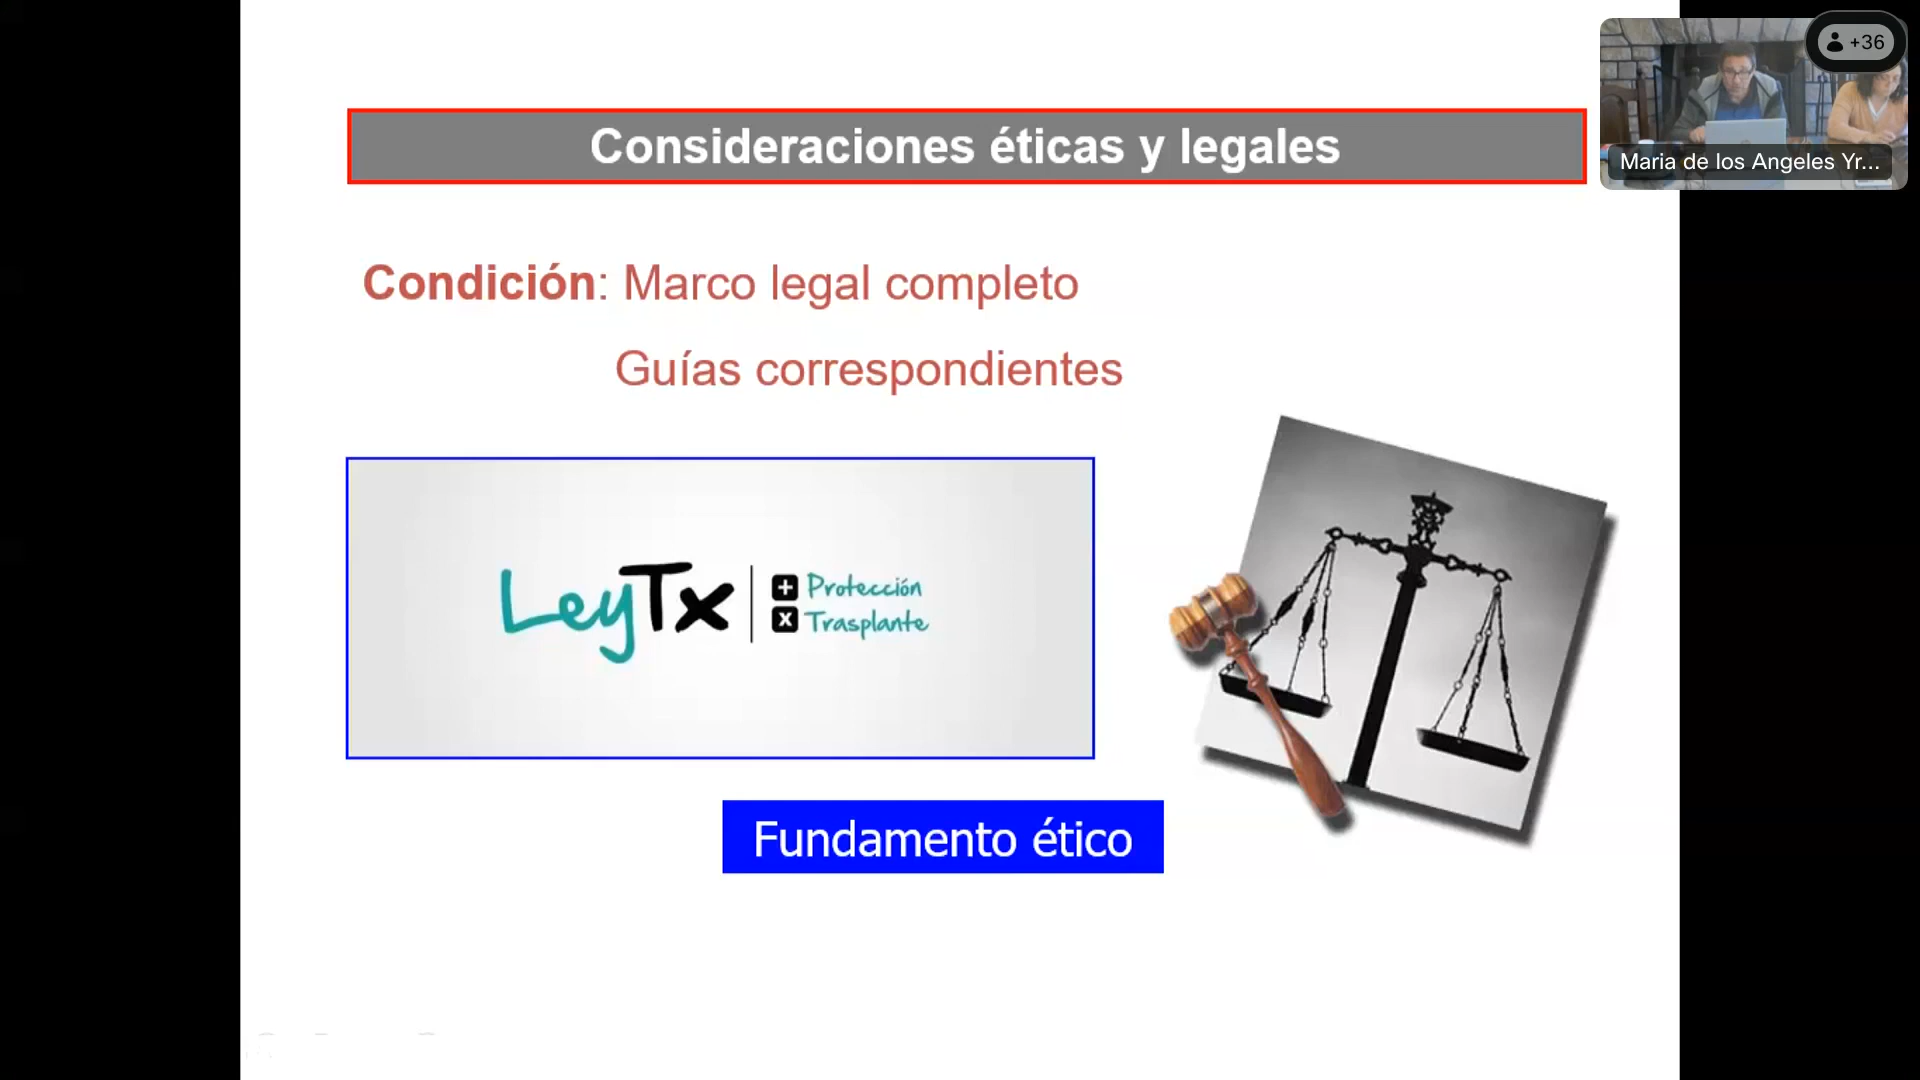 Consideraciones éticas y legales
+36
Maria de los Angeles Yr...
Condición: Marco legal completo
Guías correspondientes
LeyTx
+ Protección
x Trasplante
Fundamento ético